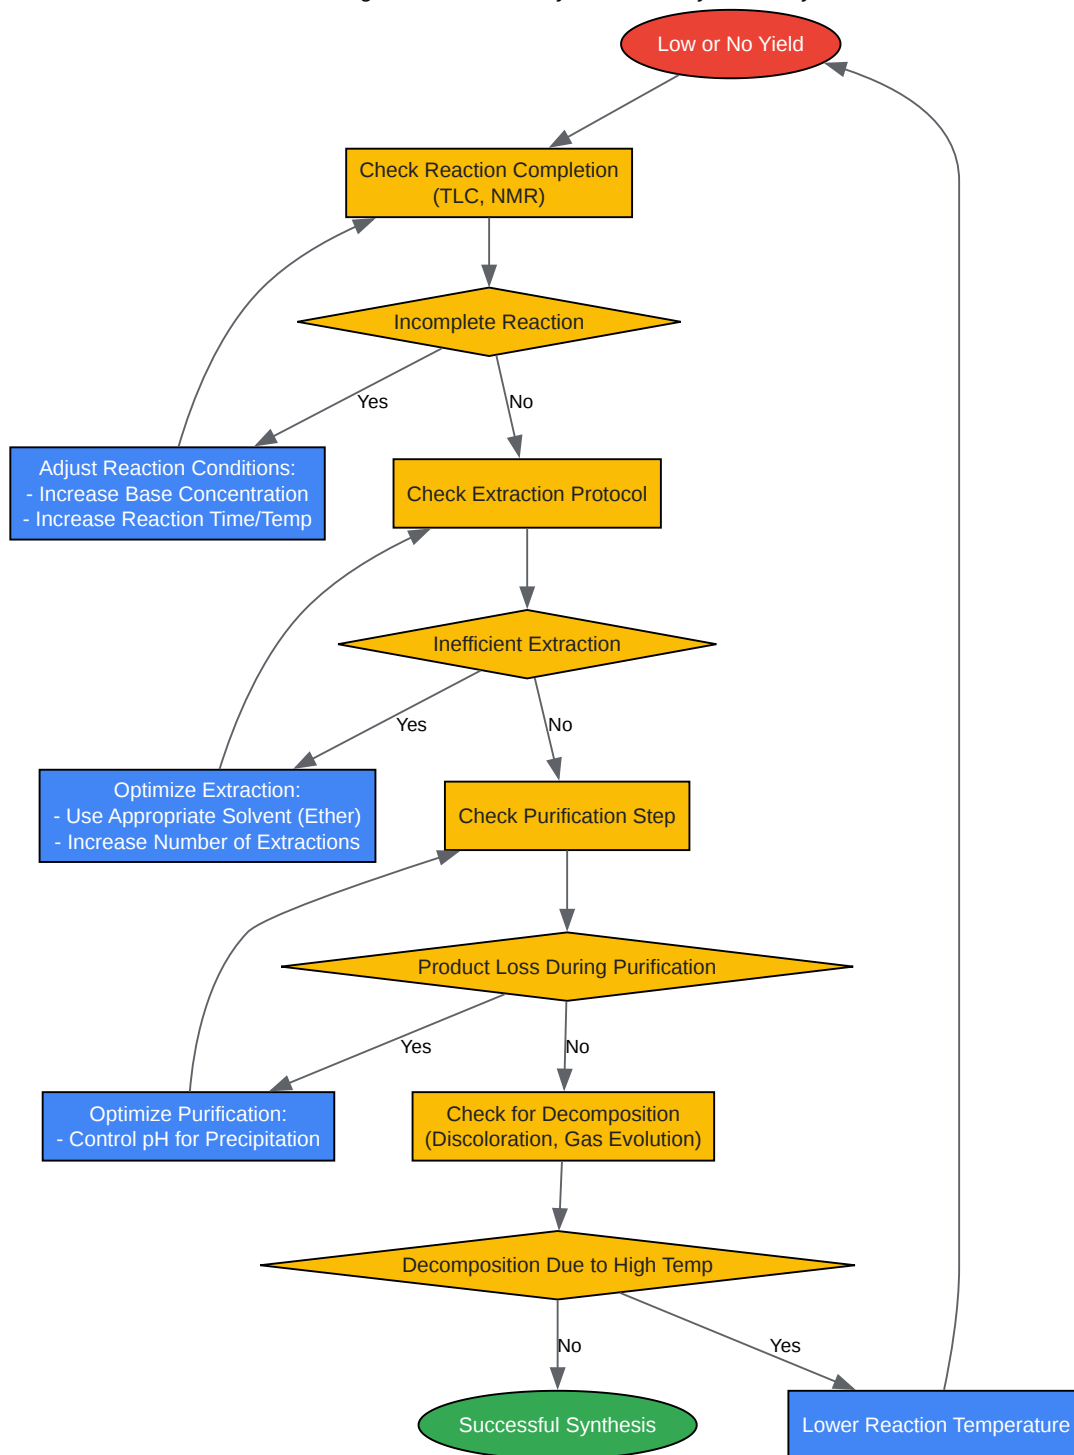 Low or No Yield
Check Reaction Completion
(TLC, NMR)
Incomplete Reaction
Yes
No
Adjust Reaction Conditions:
- Increase Base Concentration
- Increase Reaction Time/Temp
Check Extraction Protocol
Inefficient Extraction
Yes
No
Optimize Extraction:
- Use Appropriate Solvent (Ether)
- Increase Number of Extractions
Check Purification Step
Product Loss During Purification
Yes
No
Optimize Purification:
- Control pH for Precipitation
Check for Decomposition
(Discoloration, Gas Evolution)
Decomposition Due to High Temp
No
Yes
Successful Synthesis
Lower Reaction Temperature